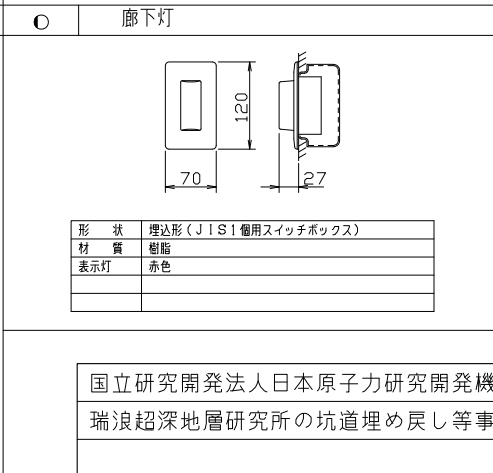 廊下灯
120
70
27
形 状 埋込形(JIS1個用スイッチボックス)
材 質 樹脂
表示灯 赤色
国立研究開発法人日本原子力研究開発機
瑞浪超深地層研究所の坑道埋め戻し等事